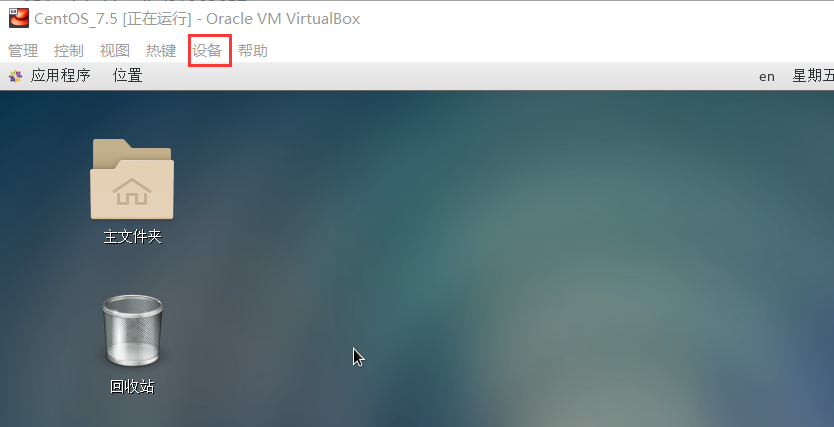 CentOS_7.5 [正在运行] - Oracle VM VirtualBox
管理 控制 视图 热键 设备 帮助
应用程序 位置 en 星期五
主文件夹
回收站